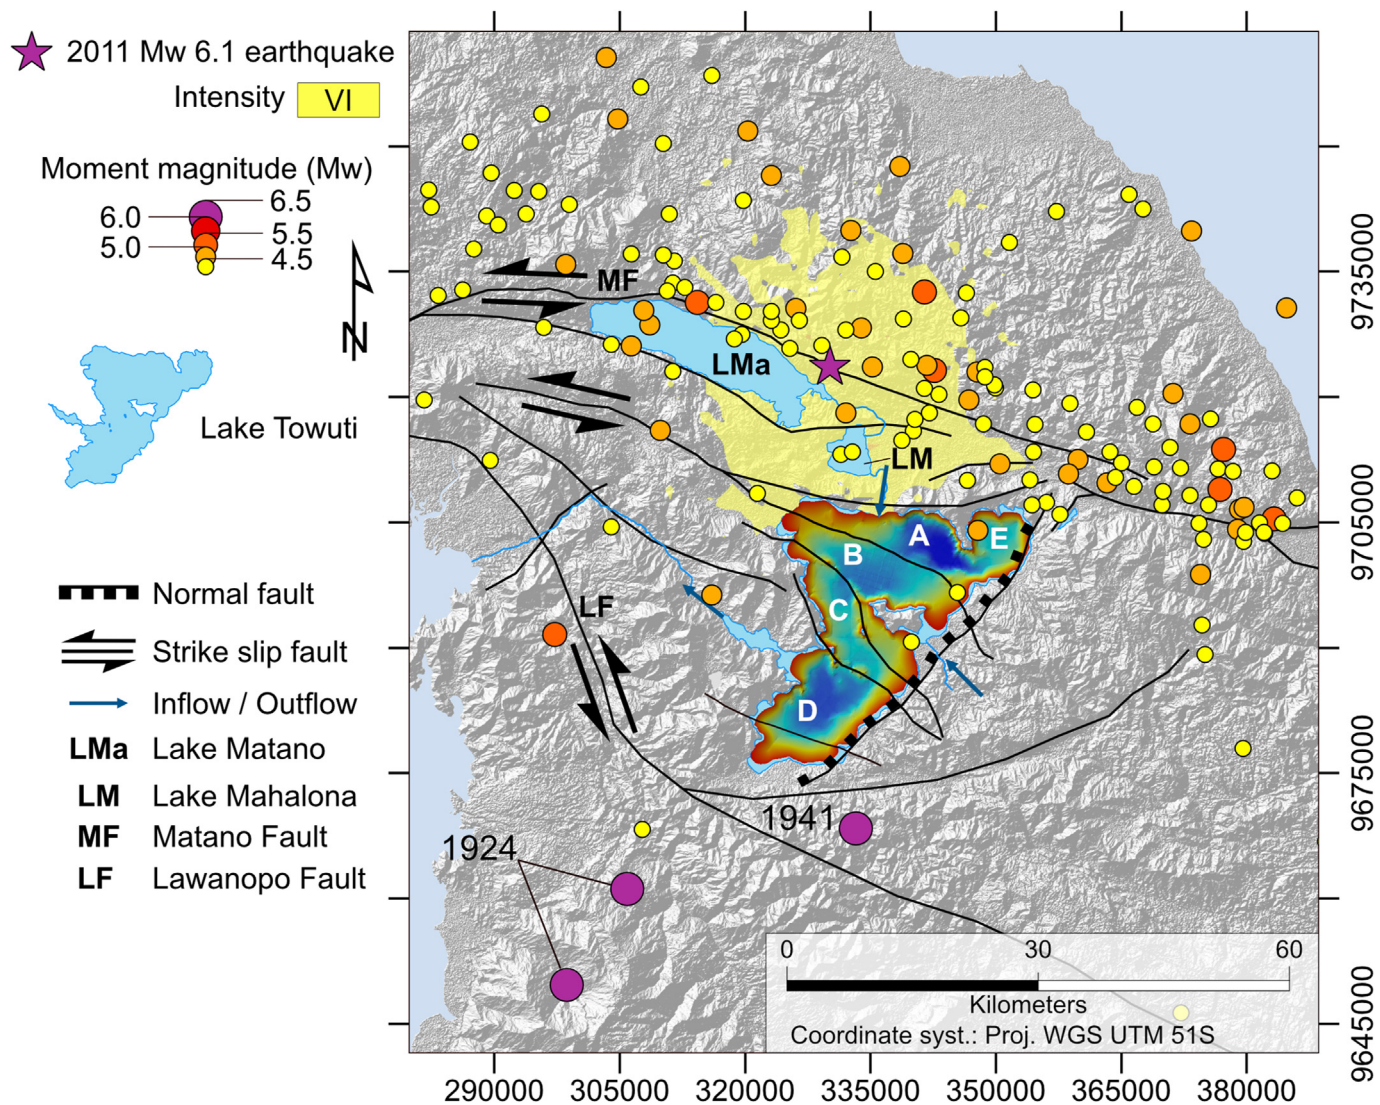 2011 Mw 6.1 earthquake
Intensity VI
Moment magnitude (Mw)
6.5
6.0
5.5
5.0
4.5
N
Lake Towuti
Normal fault
Strike slip fault
Inflow / Outflow
LMa Lake Matano
LM Lake Mahalona
MF Matano Fault
LF Lawanopo Fault
MF
LMa
LM
A
E
B
C
LF
D
1941
1924
0 30 60
Kilometers
Coordinate syst.: Proj. WGS UTM 51S
9735000
9705000
9675000
9645000
290000 305000 320000 335000 350000 365000 380000